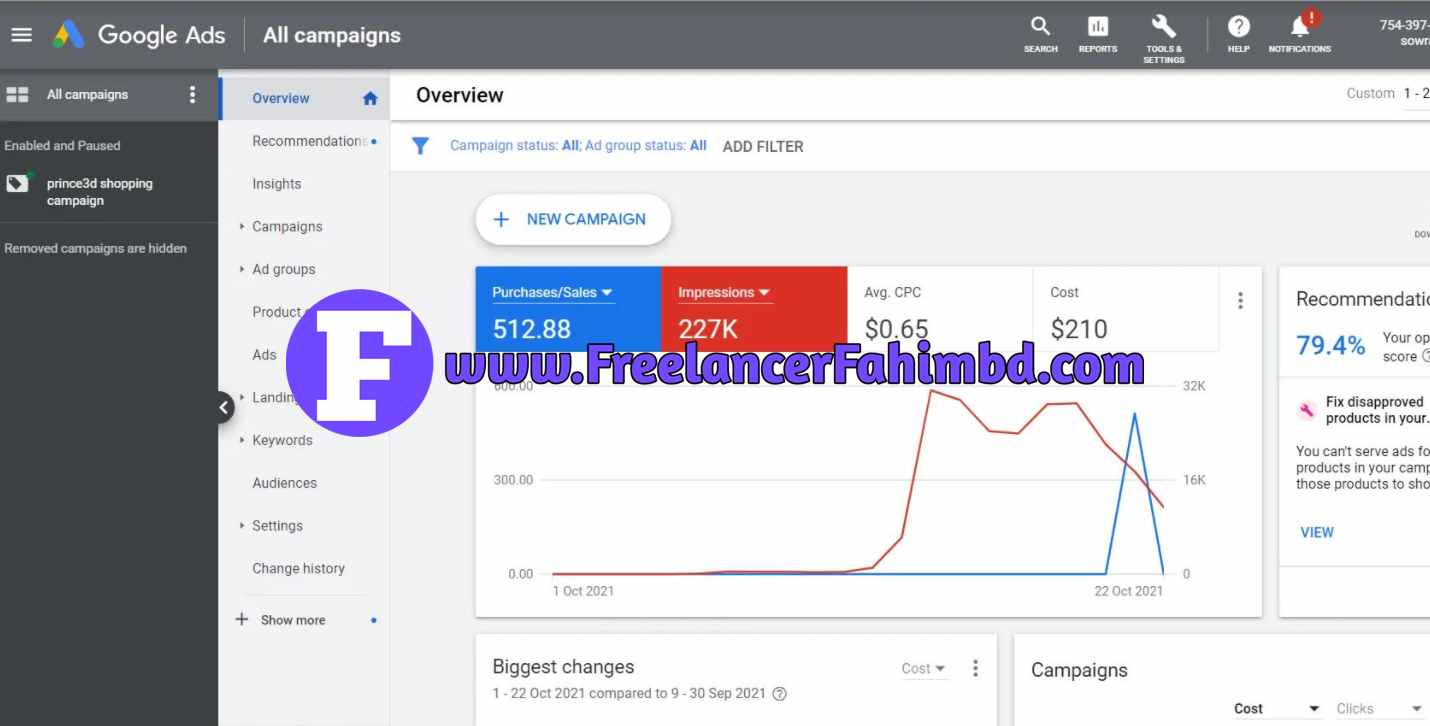 Google Ads
All campaigns
SEARCH
REPORTS
TOOLS &
SETTINGS
HELP
!
NOTIFICATIONS
754-397-
sowra
All campaigns
Enabled and Paused
prince3d shopping
campaign
Removed campaigns are hidden
Overview
Recommendations
Insights
Campaigns
Ad groups
Product
Ads
Landing
Keywords
Audiences
Settings
Change history
Show more
Overview
Custom 1 - 2
Campaign status: All; Ad group status: All ADD FILTER
NEW CAMPAIGN
Purchases/Sales
512.88
Impressions
227K
Avg. CPC
$0.65
Cost
$210
F
www.FreelancerFahimbd.com
600.00
32K
300.00
16K
0.00
0
1 Oct 2021
22 Oct 2021
Recommendatio
79.4%
Your op
score
Fix disapproved
products in your.
You can't serve ads fo
products in your camp
those products to sho
VIEW
Biggest changes
Cost
1 - 22 Oct 2021 compared to 9 - 30 Sep 2021
Campaigns
Cost
Clicks